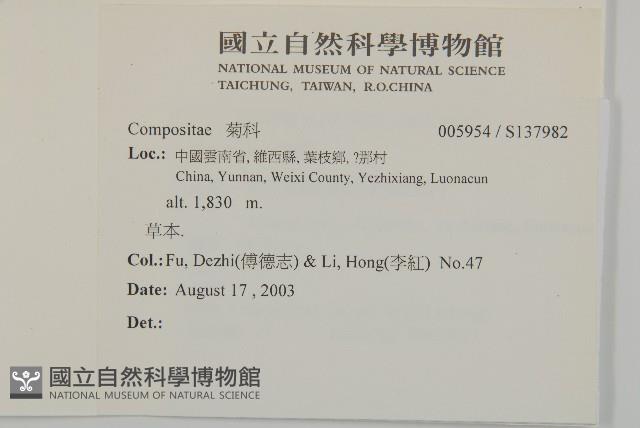 國立自然科學博物館
NATIONAL MUSEUM OF NATURAL SCIENCE
TAICHUNG, TAIWAN, R.O.CHINA
Compositae 菊科 005954 / S137982
Loc.: 中國雲南省, 維西縣, 葉枝鄉, ?那村
China, Yunnan, Weixi County, Yezhixiang, Luonacun
alt. 1,830 m.
草本.
Col.: Fu, Dezhi(傅德志) & Li, Hong(李紅) No.47
Date: August 17 , 2003
Det.:
國立自然科學博物館
NATIONAL MUSEUM OF NATURAL SCIENCE